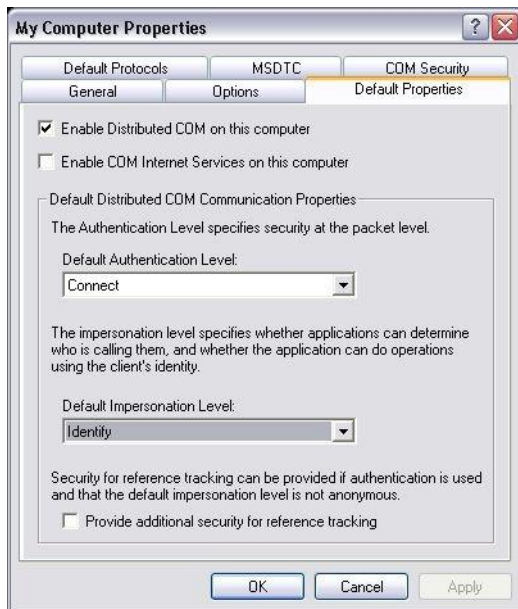 My Computer Properties
Default Protocols
MSDTC
COM Security
General
Options
Default Properties
Enable Distributed COM on this computer
Enable COM Internet Services on this computer
Default Distributed COM Communication Properties
The Authentication Level specifies security at the packet level.
Default Authentication Level:
Connect
The impersonation level specifies whether applications can determine
who is calling them, and whether the application can do operations
using the client's identity.
Default Impersonation Level:
Identify
Security for reference tracking can be provided if authentication is used
and that the default impersonation level is not anonymous.
Provide additional security for reference tracking
OK
Cancel
Apply